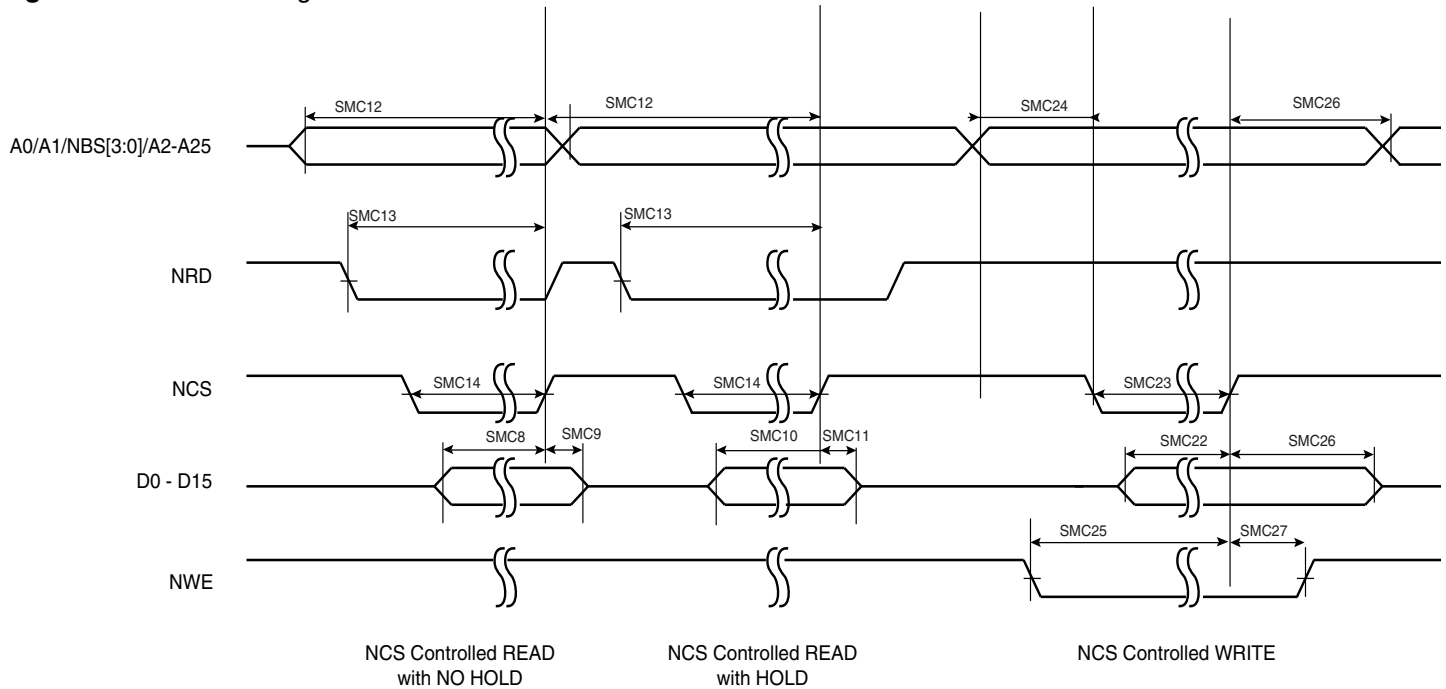 SMC12 SMC12 SMC24 SMC26
A0/A1/NBS[3:0]/A2-A25
SMC13 SMC13
NRD
NCS SMC14 SMC14 SMC23
SMC8 SMC9 SMC10 SMC11 SMC22 SMC26
D0 - D15
SMC25 SMC27
NWE
NCS Controlled READ
with NO HOLD
NCS Controlled READ
with HOLD
NCS Controlled WRITE